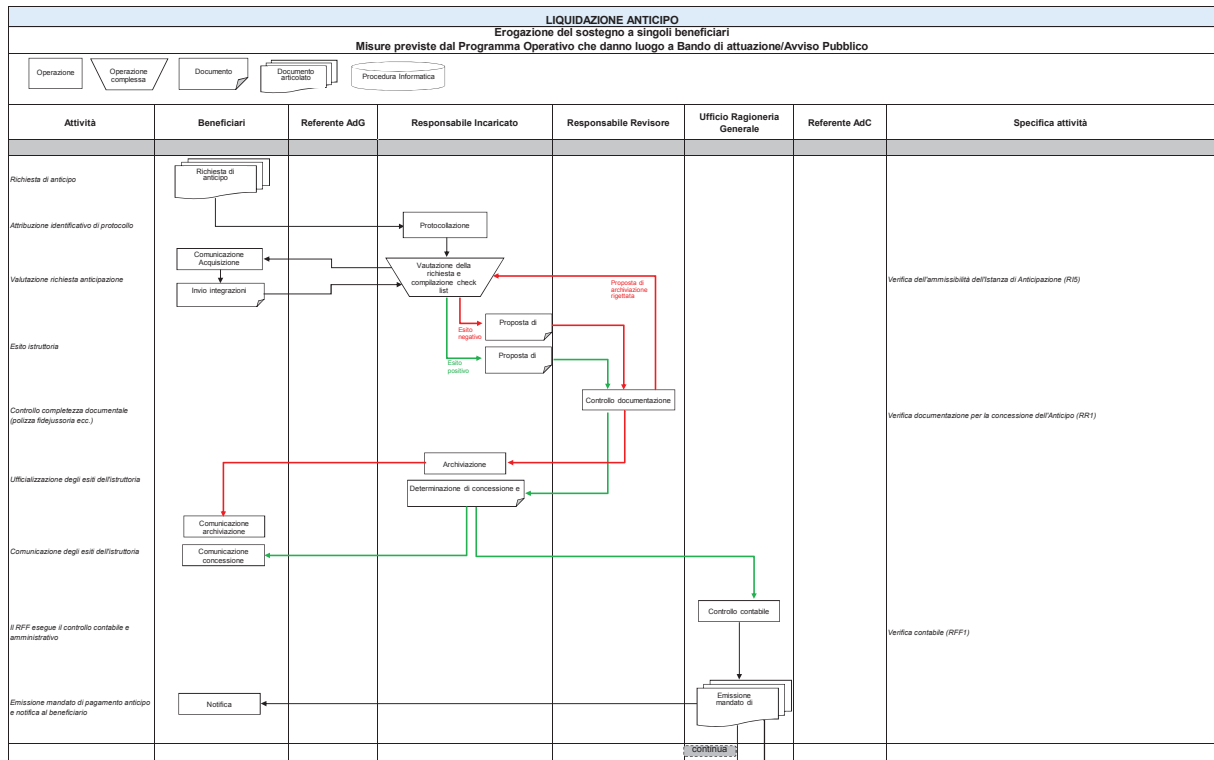 LIQUIDAZIONE ANTICIPO
Erogazione del sostegno a singoli beneficiari
Misure previste dal Programma Operativo che danno luogo a Bando di attuazione/Avviso Pubblico
Operazione
Operazione
complessa
Documento
Documento
articolato
Procedura Informatica
Attività
Beneficiari
Referente AdG
Responsabile Incaricato
Responsabile Revisore
Ufficio Ragioneria
Generale
Referente AdC
Specifica attività
Richiesta di anticipo
Richiesta di
anticipo
Attribuzione identificativo di protocollo
Protocollazione
Valutazione richiesta anticipazione
Comunicazione
Acquisizione
Invio integrazioni
Vautazione della
richiesta e
compilazione check
list
Proposta di
archiviazione
rigettata
Verifica dell'ammissibilità dell'Istanza di Anticipazione (RI5)
Esito istruttoria
Esito
negativo
Proposta di
Esito
positivo
Proposta di
Controllo completezza documentale
(polizza fidejussoria ecc.)
Controllo documentazione
Verifica documentazione per la concessione dell'Anticipo (RR1)
Ufficializzazione degli esiti dell'istruttoria
Archiviazione
Determinazione di concessione e
Comunicazione
archiviazione
Comunicazione degli esiti dell'istruttoria
Comunicazione
concessione
Il RFF esegue il controllo contabile e
amministrativo
Controllo contabile
Verifica contabile (RFF1)
Emissione mandato di pagamento anticipo
e notifica al beneficiario
Notifica
Emissione
mandato di
continua